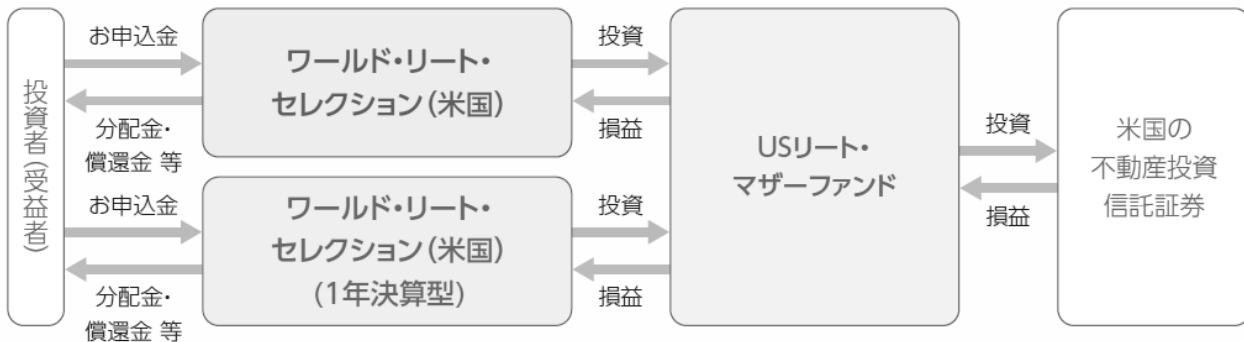 投資者(受益者)
お申込金
分配金・
償還金 等
お申込金
分配金・
償還金 等
ワールド・リート・
セレクション(米国)
ワールド・リート・
セレクション(米国)
(1年決算型)
投資
損益
投資
損益
USリート・
マザーファンド
投資
損益
米国の
不動産投資
信託証券